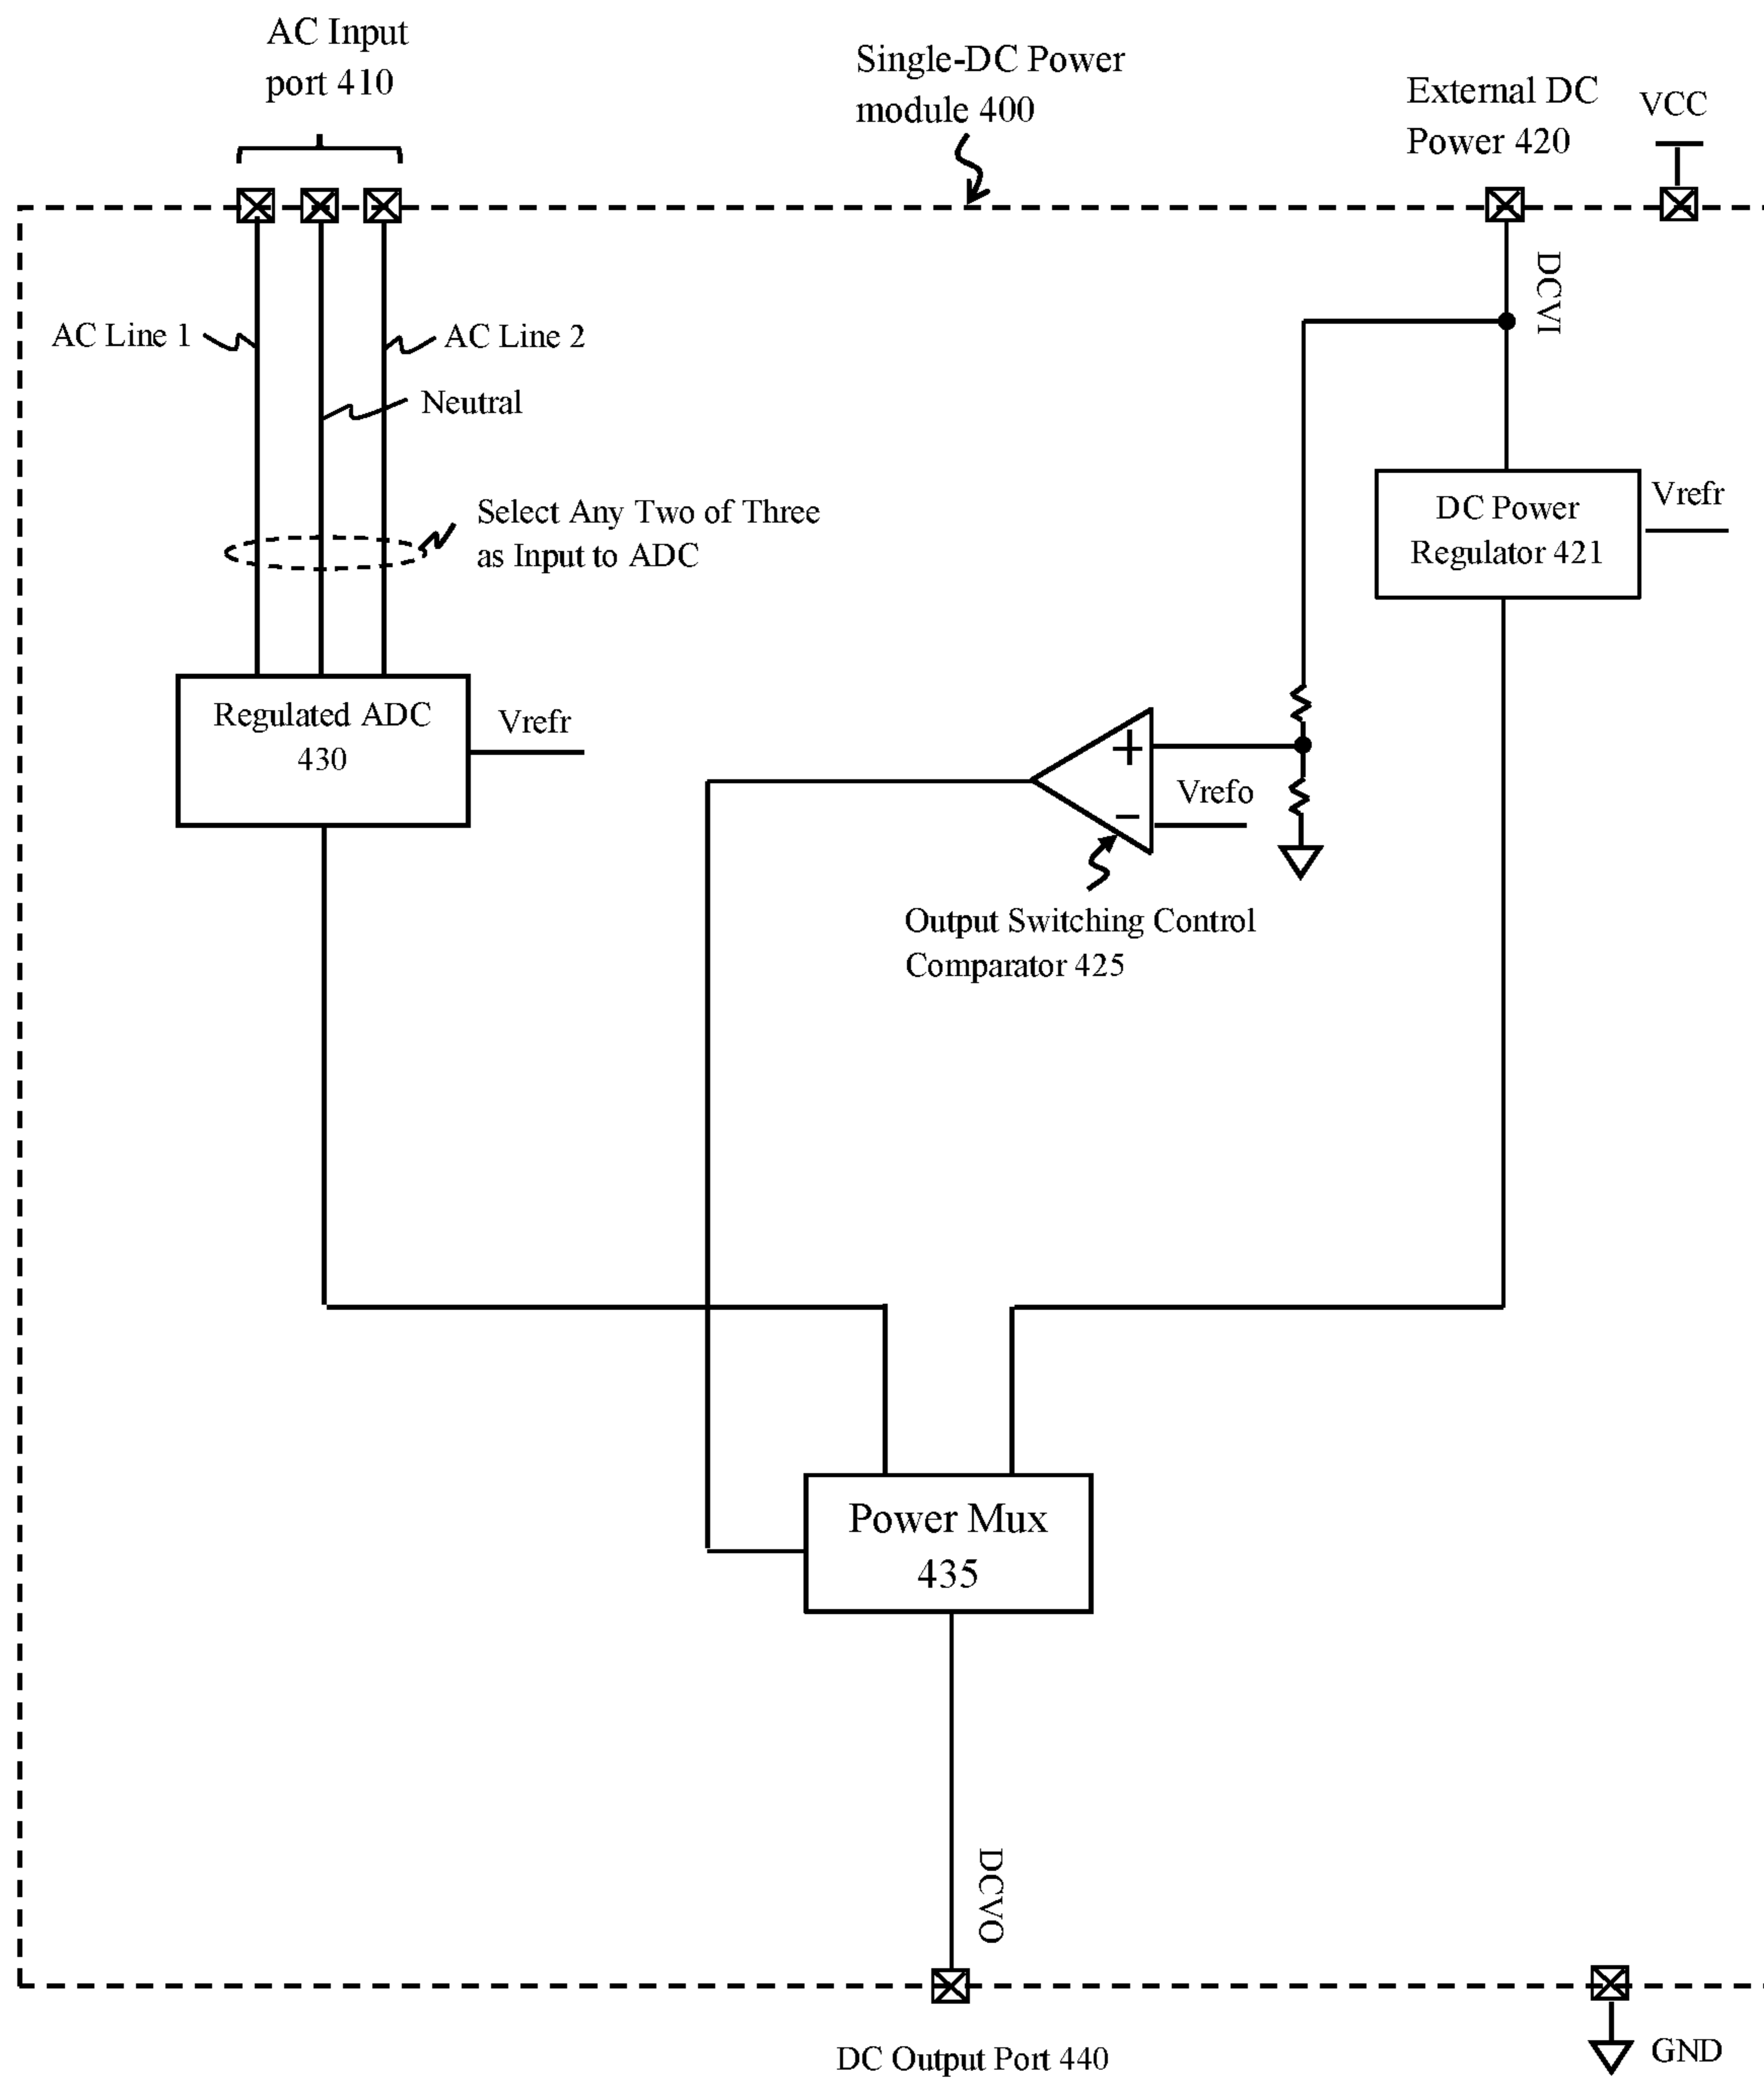 AC Input
port 410
Single-DC Power
module 400
External DC
Power 420
VCC
DCVI
AC Line 1
AC Line 2
Neutral
Select Any Two of Three
as Input to ADC
DC Power
Regulator 421
Vrefr
Regulated ADC
430
Vrefr
+
Vrefo
−
Output Switching Control
Comparator 425
Power Mux
435
DCVO
DC Output Port 440
GND